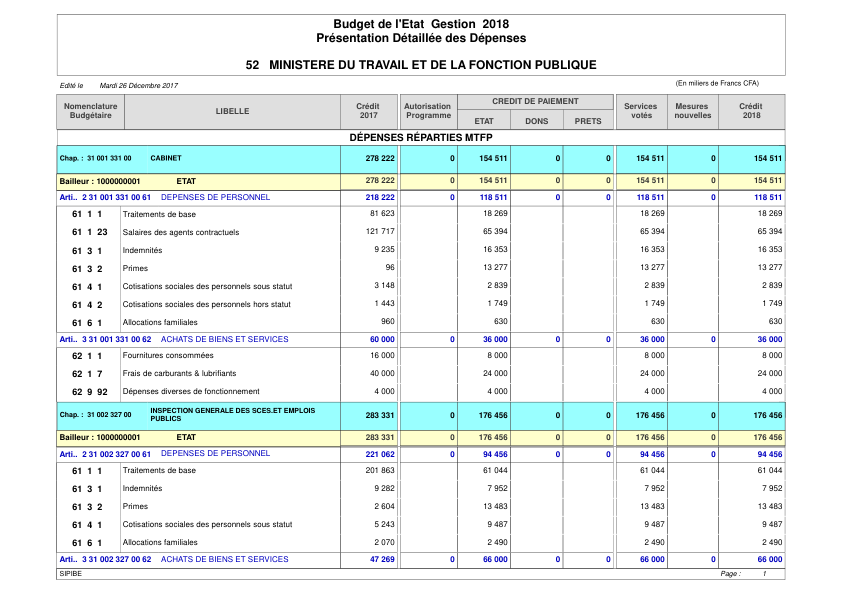 Budget de l'Etat Gestion 2018
Présentation Détaillée des Dépenses
52 MINISTERE DU TRAVAIL ET DE LA FONCTION PUBLIQUE
Edité le Mardi 26 Décembre 2017 (En miliers de Francs CFA)
Nomenclature Budgétaire LIBELLE Crédit 2017 Autorisation Programme CREDIT DE PAIEMENT ETAT DONS PRETS Services votés Mesures nouvelles Crédit 2018
DÉPENSES RÉPARTIES MTFP
Chap. : 31 001 331 00 CABINET 278 222 0 154 511 0 0 154 511 0 154 511
Bailleur : 1000000001 ETAT 278 222 0 154 511 0 0 154 511 0 154 511
Arti.. 2 31 001 331 00 61 DEPENSES DE PERSONNEL 218 222 0 118 511 0 0 118 511 0 118 511
61 1 1 Traitements de base 81 623 18 269 18 269 18 269
61 1 23 Salaires des agents contractuels 121 717 65 394 65 394 65 394
61 3 1 Indemnités 9 235 16 353 16 353 16 353
61 3 2 Primes 96 13 277 13 277 13 277
61 4 1 Cotisations sociales des personnels sous statut 3 148 2 839 2 839 2 839
61 4 2 Cotisations sociales des personnels hors statut 1 443 1 749 1 749 1 749
61 6 1 Allocations familiales 960 630 630 630
Arti.. 3 31 001 331 00 62 ACHATS DE BIENS ET SERVICES 60 000 0 36 000 0 0 36 000 0 36 000
62 1 1 Fournitures consommées 16 000 8 000 8 000 8 000
62 1 7 Frais de carburants & lubrifiants 40 000 24 000 24 000 24 000
62 9 92 Dépenses diverses de fonctionnement 4 000 4 000 4 000 4 000
Chap. : 31 002 327 00 INSPECTION GENERALE DES SCES.ET EMPLOIS PUBLICS 283 331 0 176 456 0 0 176 456 0 176 456
Bailleur : 1000000001 ETAT 283 331 0 176 456 0 0 176 456 0 176 456
Arti.. 2 31 002 327 00 61 DEPENSES DE PERSONNEL 221 062 0 94 456 0 0 94 456 0 94 456
61 1 1 Traitements de base 201 863 61 044 61 044 61 044
61 3 1 Indemnités 9 282 7 952 7 952 7 952
61 3 2 Primes 2 604 13 483 13 483 13 483
61 4 1 Cotisations sociales des personnels sous statut 5 243 9 487 9 487 9 487
61 6 1 Allocations familiales 2 070 2 490 2 490 2 490
Arti.. 3 31 002 327 00 62 ACHATS DE BIENS ET SERVICES 47 269 0 66 000 0 0 66 000 0 66 000
SIPIBE Page : 1